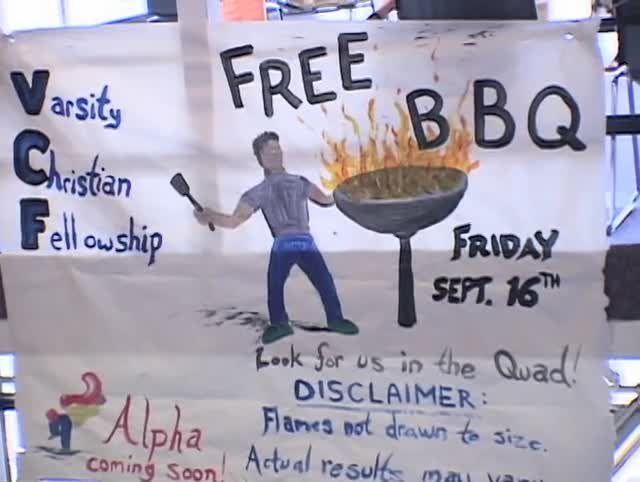 Varsity
Christian
Fellowship
FREE
BBQ
FRIDAY
SEPT. 16TH
Look for us in the Quad!
DISCLAIMER:
Flames not drawn to size.
Actual results may vary
Alpha
coming soon!